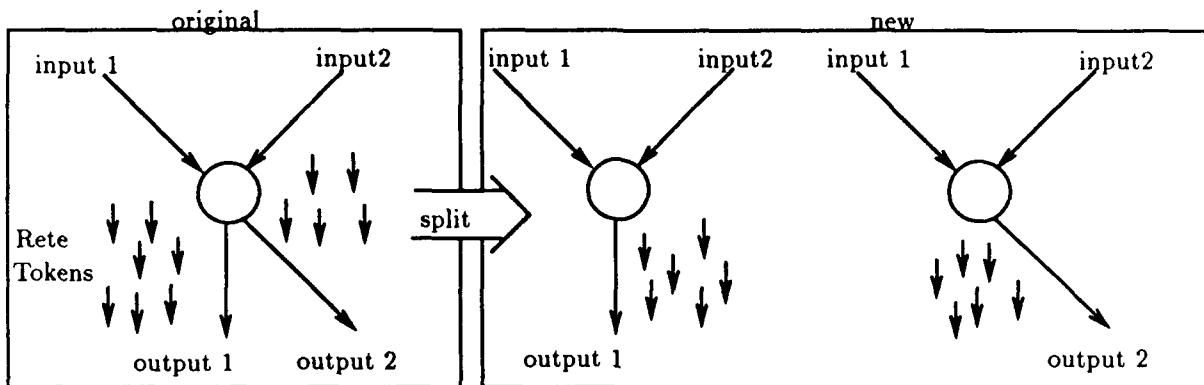 original
new
input 1
input2
input 1
input2
input 1
input2
split
Rete
Tokens
output 1
output 2
output 1
output 2